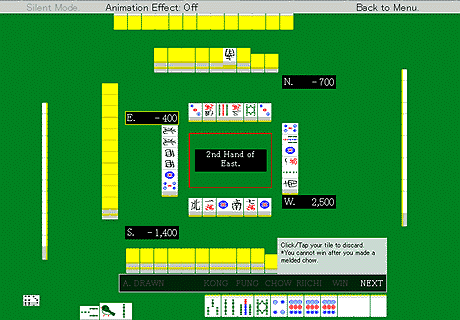 Silent Mode.
Animation Effect: Off
Back to Menu.
N. -700
E. -400
2nd Hand of
East.
W. 2,500
S. -1,400
Click/Tap your tile to discard.
*You cannot win after you made a
melded chow.
A. DRAWN KONG FUNG CHOW RIICHI WIN NEXT